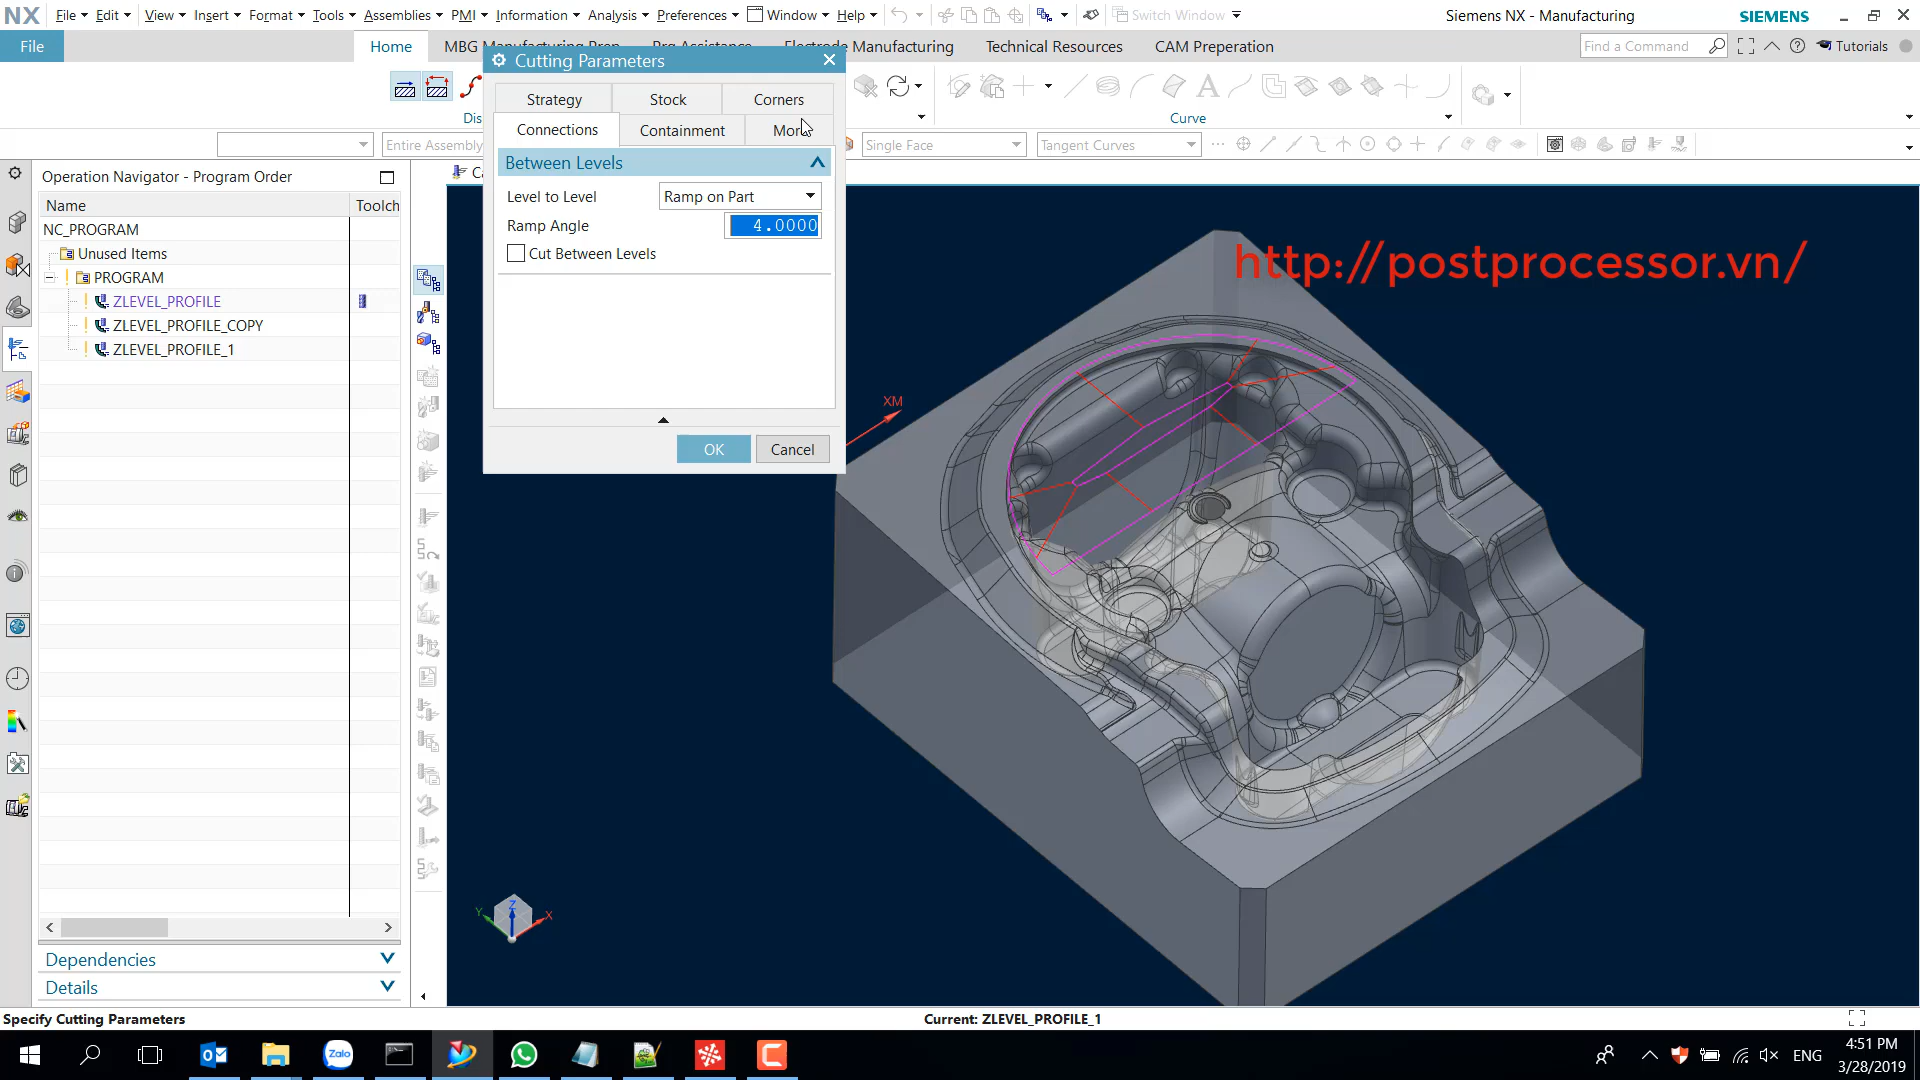 NX File Edit View Insert Format Tools Assemblies PMI Information Analysis Preferences Window Help Switch Window Siemens NX - Manufacturing SIEMENS
File Home Electrode Manufacturing Technical Resources CAM Preperation Find a Command Tutorials
Cutting Parameters
Strategy Stock Corners
Connections Containment More
Curve
Entire Assembly Single Face Tangent Curves
Between Levels
Level to Level Ramp on Part
Ramp Angle 4.0000
Cut Between Levels
OK Cancel
Operation Navigator - Program Order
Name Toolch
NC_PROGRAM
Unused Items
PROGRAM
ZLEVEL_PROFILE
ZLEVEL_PROFILE_COPY
ZLEVEL_PROFILE_1
http://postprocessor.vn/
XM
Z
Y X
Dependencies
Details
Specify Cutting Parameters Current: ZLEVEL_PROFILE_1
Zalo
ENG 4:51 PM
3/28/2019